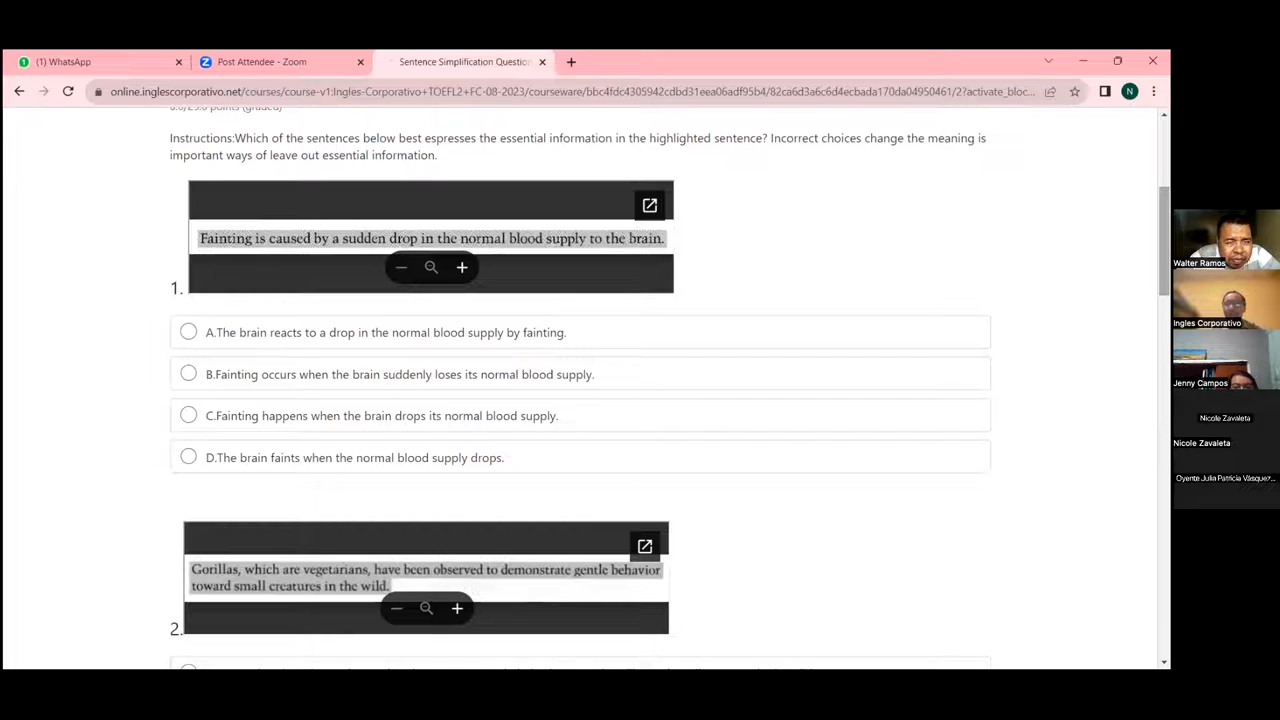 (1) WhatsApp
Post Attendee - Zoom
Sentence Simplification Question
online.inglescorporativo.net/courses/course-v1:Ingles-Corporativo+TOEFL2+FC-08-2023/courseware/bbc4fdc4305942cdbd31eea06adf95b4/82ca6d3a6c6d4ecbada170da04950461/2?activate_bloc...
N
Instructions:Which of the sentences below best espresses the essential information in the highlighted sentence? Incorrect choices change the meaning is
important ways of leave out essential information.
Fainting is caused by a sudden drop in the normal blood supply to the brain.
1.
A.The brain reacts to a drop in the normal blood supply by fainting.
B.Fainting occurs when the brain suddenly loses its normal blood supply.
C.Fainting happens when the brain drops its normal blood supply.
D.The brain faints when the normal blood supply drops.
Gorillas, which are vegetarians, have been observed to demonstrate gentle behavior
toward small creatures in the wild.
2.
Walter Ramos
Ingles Corporativo
Jenny Campos
Nicole Zavaleta
Nicole Zavaleta
Oyente Julia Patricia Vásquez...